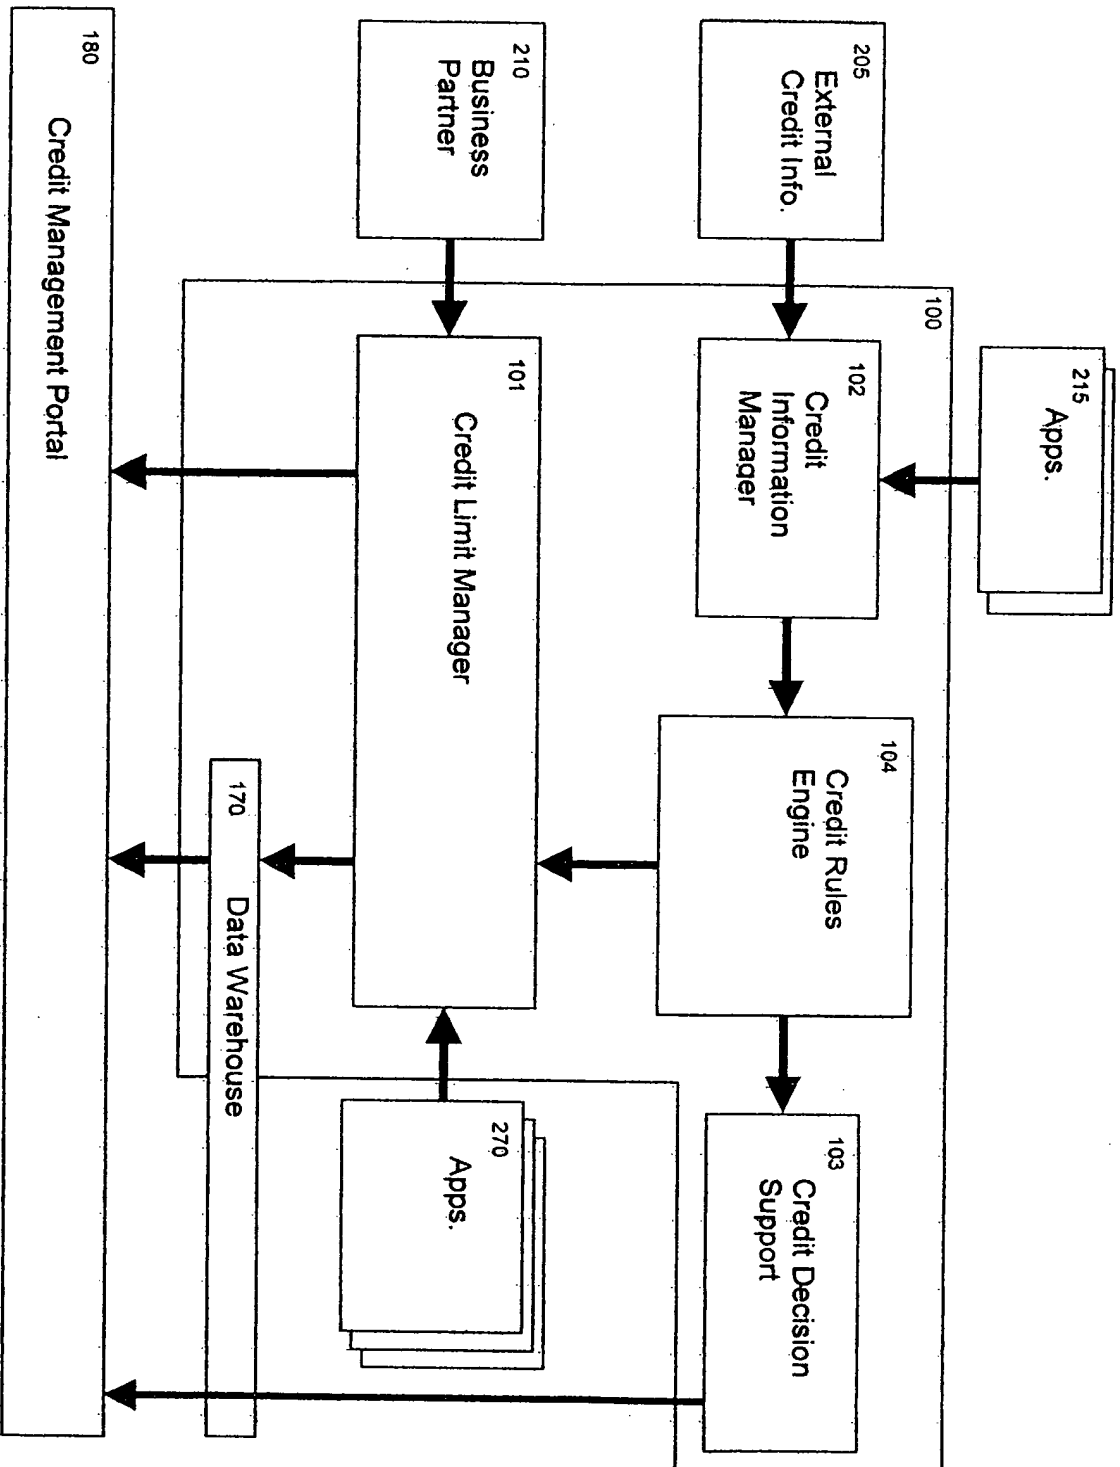 215
Apps.
100
205
External
Credit Info.
102
Credit
Information
Manager
104
Credit Rules
Engine
103
Credit Decision
Support
210
Business
Partner
101
Credit Limit Manager
270
Apps.
170
Data Warehouse
180
Credit Management Portal